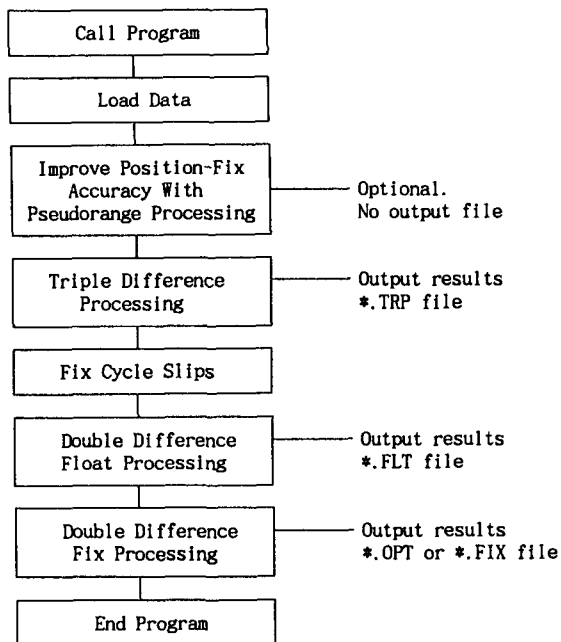 Call Program
Load Data
Improve Position-Fix
Accuracy With
Pseudorange Processing
Optional.
No output file
Triple Difference
Processing
Output results
*.TRP file
Fix Cycle Slips
Double Difference
Float Processing
Output results
*.FLT file
Double Difference
Fix Processing
Output results
*.OPT or *.FIX file
End Program